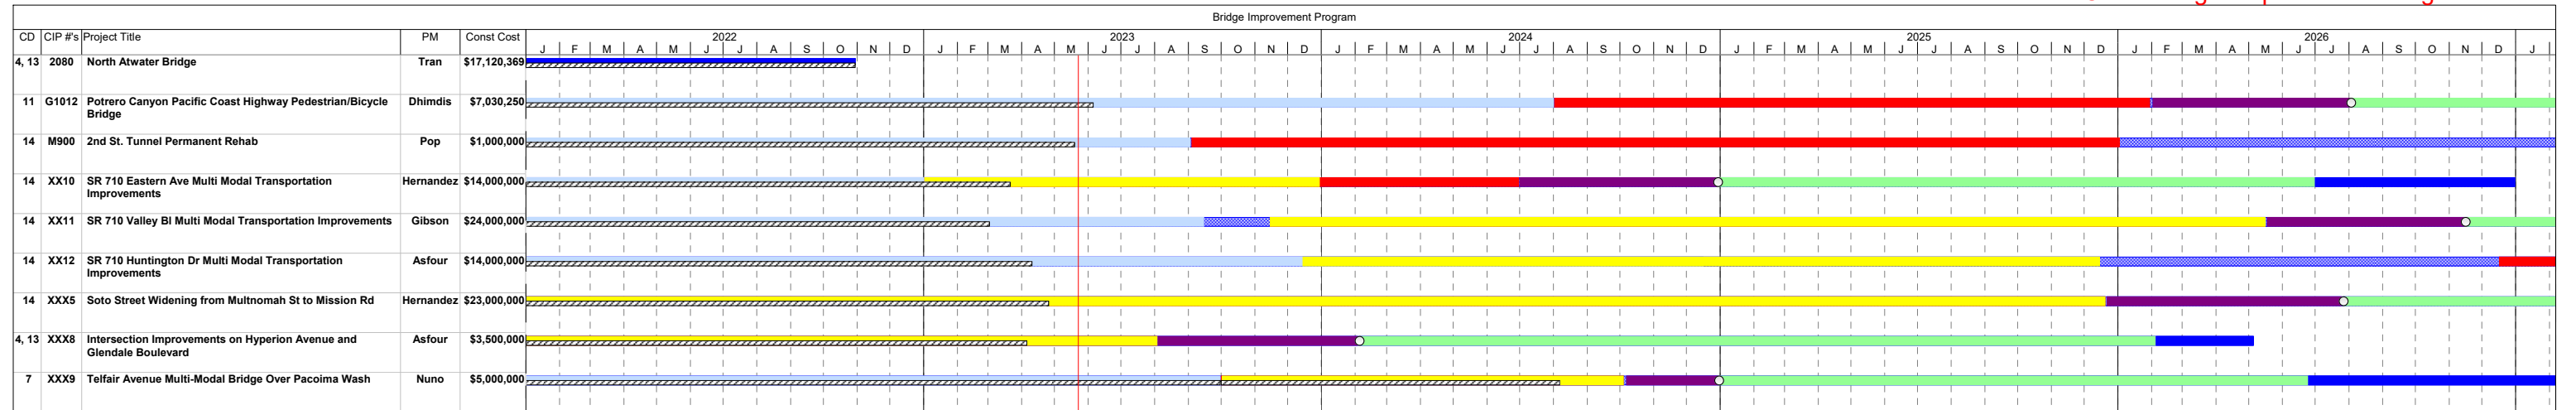 Bridge Improvement Program
CD CIP #'s Project Title PM Const Cost 2022 2023 2024 2025 2026
J F M A M J J A S O N D J F M A M J J A S O N D J F M A M J J A S O N D J F M A M J J A S O N D J F M A M J J A S O N D J
4, 13 2080 North Atwater Bridge Tran $17,120,369
11 G1012 Potrero Canyon Pacific Coast Highway Pedestrian/Bicycle Dhimdis $7,030,250
Bridge
14 M900 2nd St. Tunnel Permanent Rehab Pop $1,000,000
14 XX10 SR 710 Eastern Ave Multi Modal Transportation Hernandez $14,000,000
Improvements
14 XX11 SR 710 Valley Bl Multi Modal Transportation Improvements Gibson $24,000,000
14 XX12 SR 710 Huntington Dr Multi Modal Transportation Asfour $14,000,000
Improvements
14 XXX5 Soto Street Widening from Multnomah St to Mission Rd Hernandez $23,000,000
4, 13 XXX8 Intersection Improvements on Hyperion Avenue and Asfour $3,500,000
Glendale Boulevard
7 XXX9 Telfair Avenue Multi-Modal Bridge Over Pacoima Wash Nuno $5,000,000